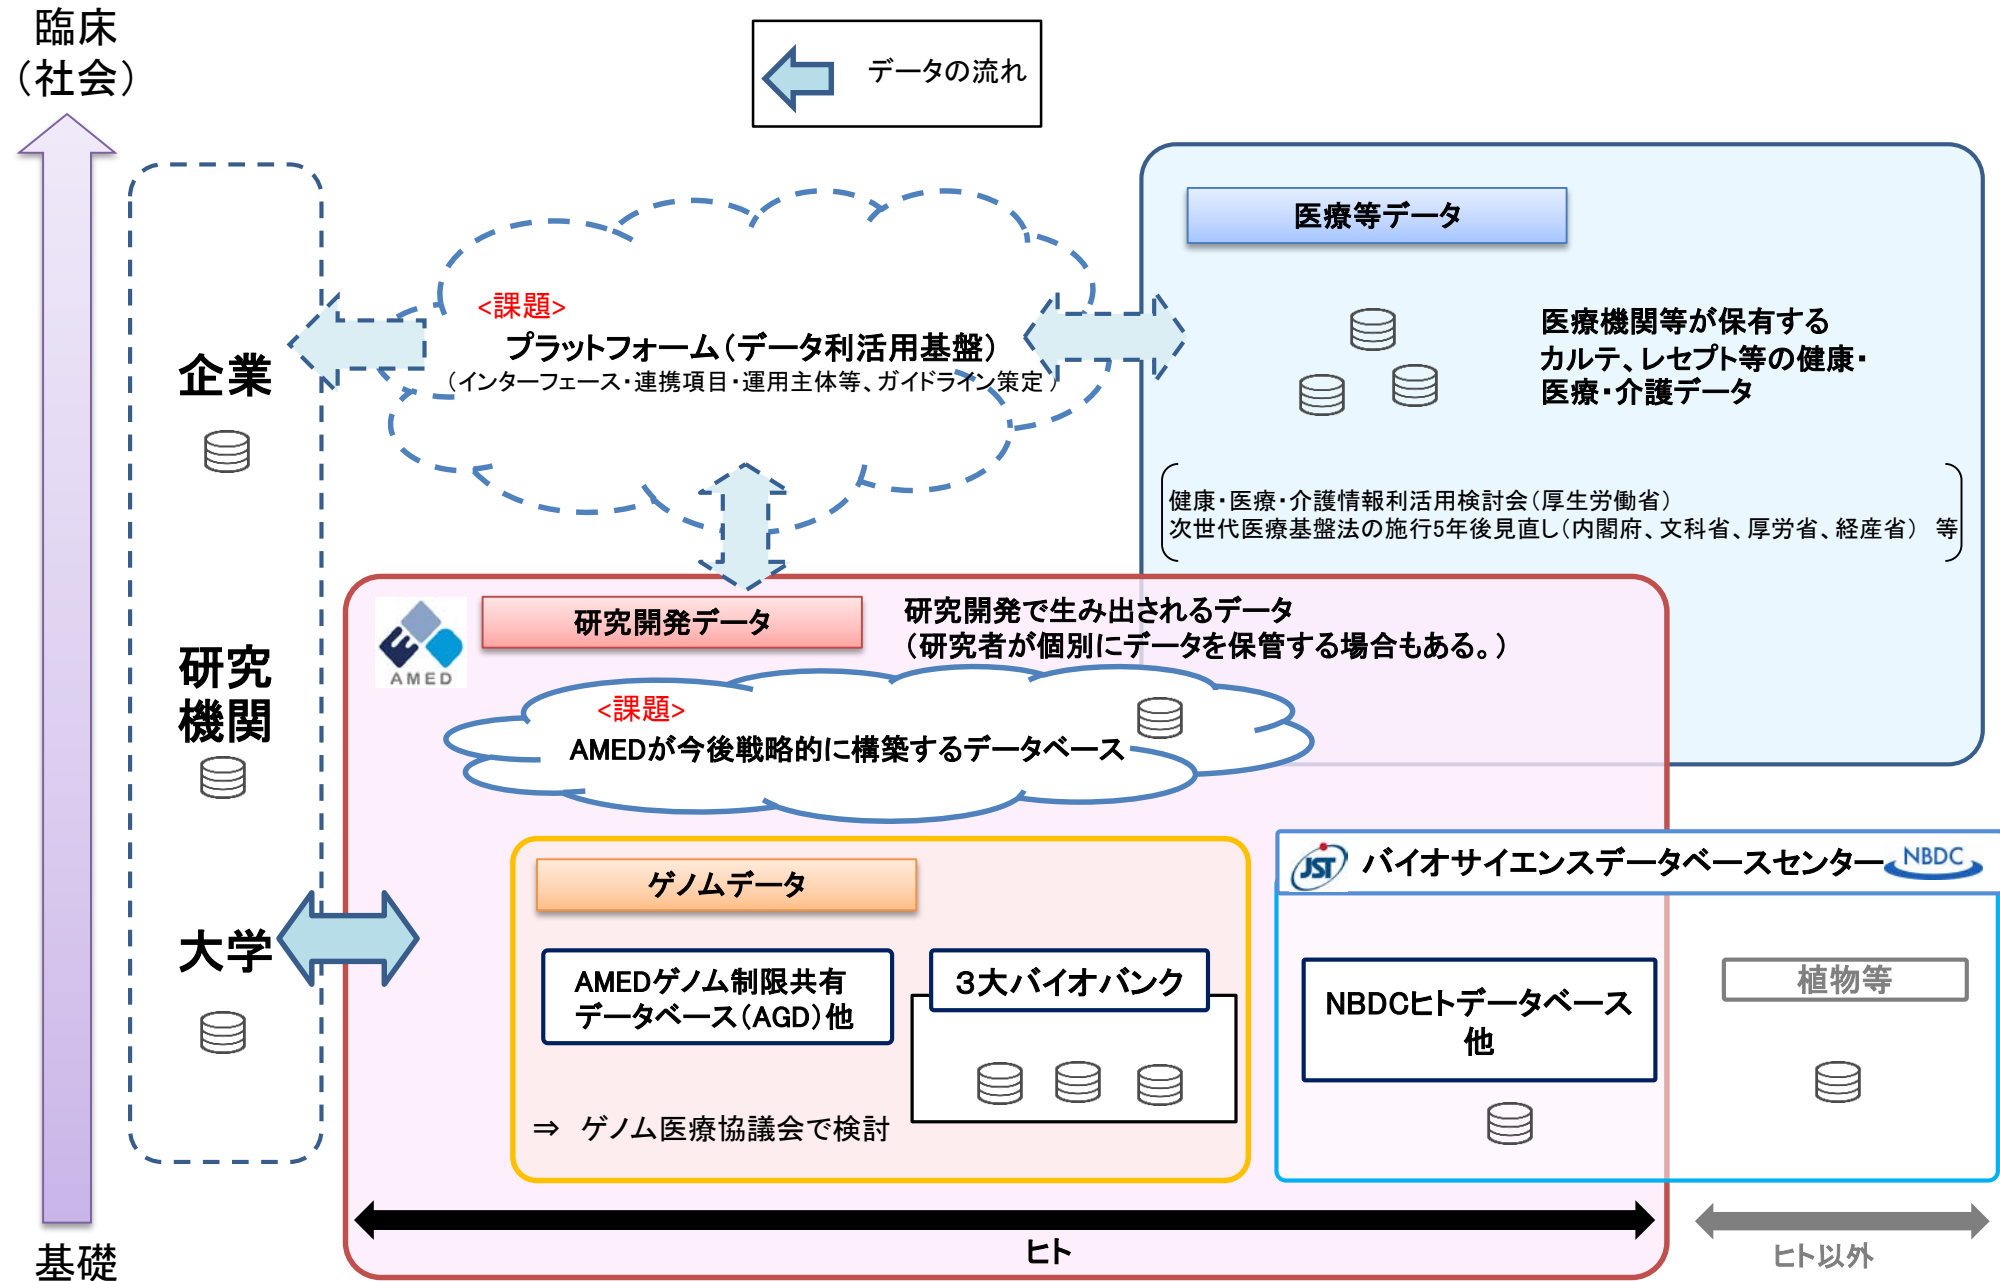 臨床
（社会）
データの流れ
医療等データ
<課題>
プラットフォーム（データ利活用基盤）
（インターフェース・連携項目・運用主体等、ガイドライン策定）
医療機関等が保有する
カルテ、レセプト等の健康・
医療・介護データ
企業
健康・医療・介護情報利活用検討会（厚生労働省）
次世代医療基盤法の施行5年後見直し（内閣府、文科省、厚労省、経産省） 等
AMED
研究開発データ
研究開発で生み出されるデータ
（研究者が個別にデータを保管する場合もある。）
研究
機関
<課題>
AMEDが今後戦略的に構築するデータベース
ゲノムデータ
JST
バイオサイエンスデータベースセンター
NBDC
大学
AMEDゲノム制限共有
データベース（AGD）他
３大バイオバンク
NBDCヒトデータベース
他
植物等
⇒ ゲノム医療協議会で検討
ヒト
ヒト以外
基礎